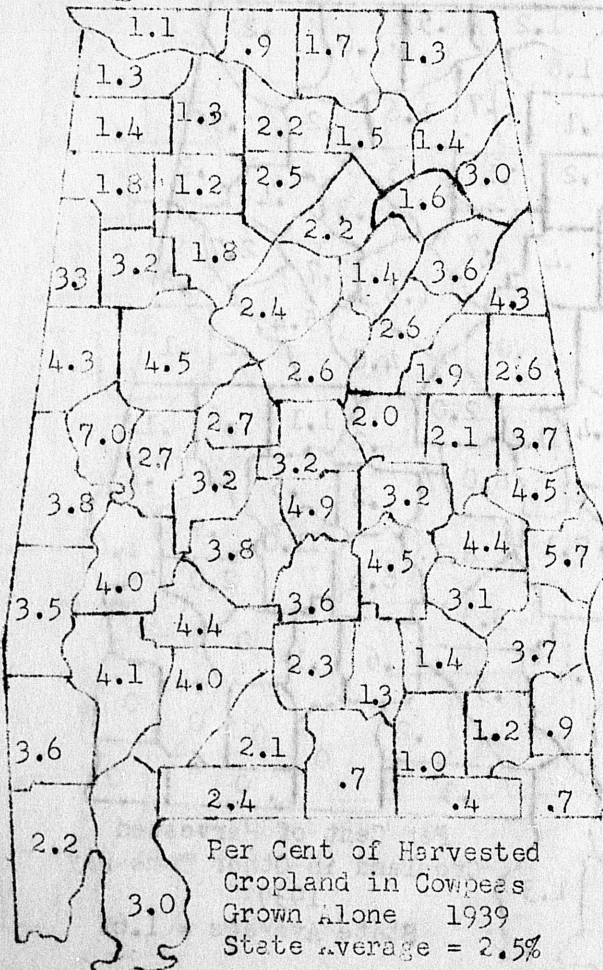 1.1 .9 1.7 1.3
1.3
1.4 1.3 2.2 1.5 1.4
1.8 1.2 2.5 1.6 3.0
2.2
33 3.2 1.8 1.4 3.6 4.3
2.4 2.6
4.3 4.5 2.6 1.9 2.6
7.0 27 2.7 2.0 2.1 3.7
3.2
3.8 3.2 4.9 3.2 4.5
3.8 4.5 4.4 5.7
4.0 3.6 3.1
3.5 4.4
4.1 4.0 2.3 13 1.4 3.7
3.6 2.1 1.0 1.2 .9
2.4 .7 .4 .7
2.2
3.0
Per Cent of Harvested
Cropland in Cowpeas
Grown Alone 1939
State Average = 2.5%